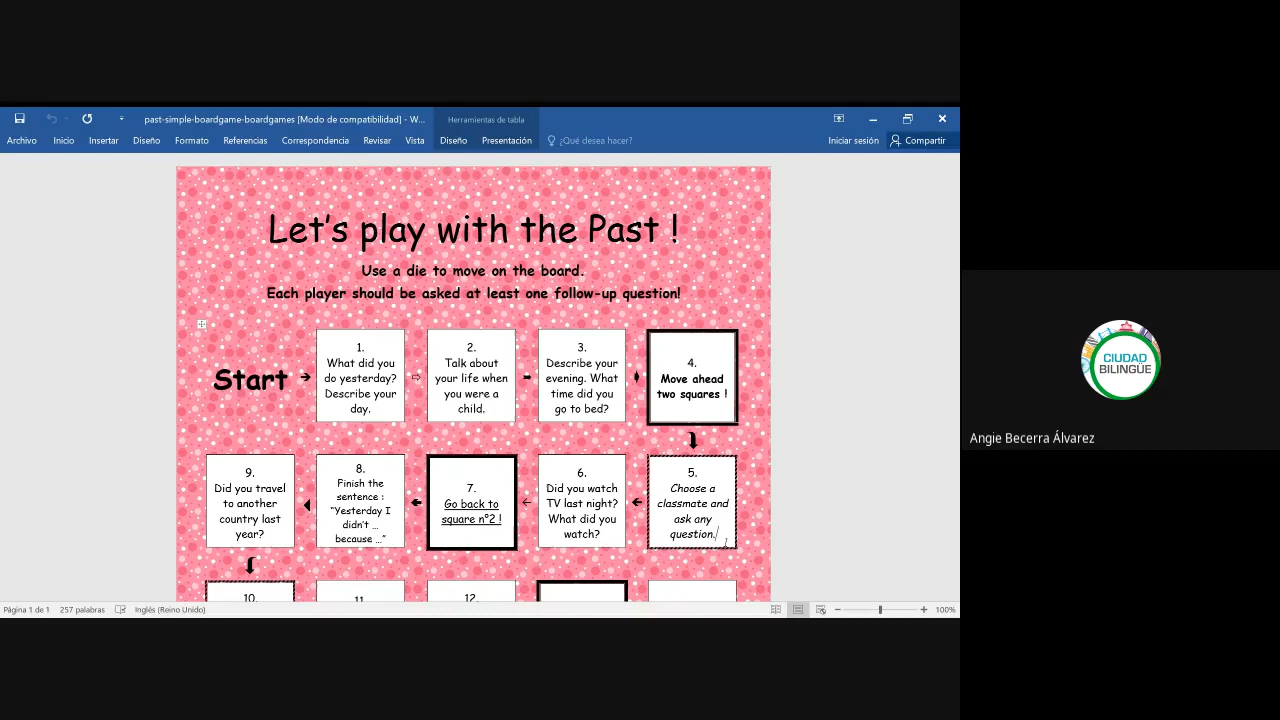 past-simple-boardgame-boardgames [Modo de compatibilidad] - W...
Herramientas de tabla
Archivo Inicio Insertar Diseño Formato Referencias Correspondencia Revisar Vista Diseño Presentación ¿Qué desea hacer? Iniciar sesión Compartir
Let's play with the Past !
Use a die to move on the board.
Each player should be asked at least one follow-up question!
Start
1.
What did you
do yesterday?
Describe your
day.
2.
Talk about
your life when
you were a
child.
3.
Describe your
evening. What
time did you
go to bed?
4.
Move ahead
two squares !
9.
Did you travel
to another
country last
year?
8.
Finish the
sentence :
"Yesterday I
didn't …
because …"
7.
Go back to
square n°2 !
6.
Did you watch
TV last night?
What did you
watch?
5.
Choose a
classmate and
ask any
question.
10.
11.
12.
Página 1 de 1 257 palabras Inglés (Reino Unido) 100%
CIUDAD
BILINGÜE
Angie Becerra Álvarez